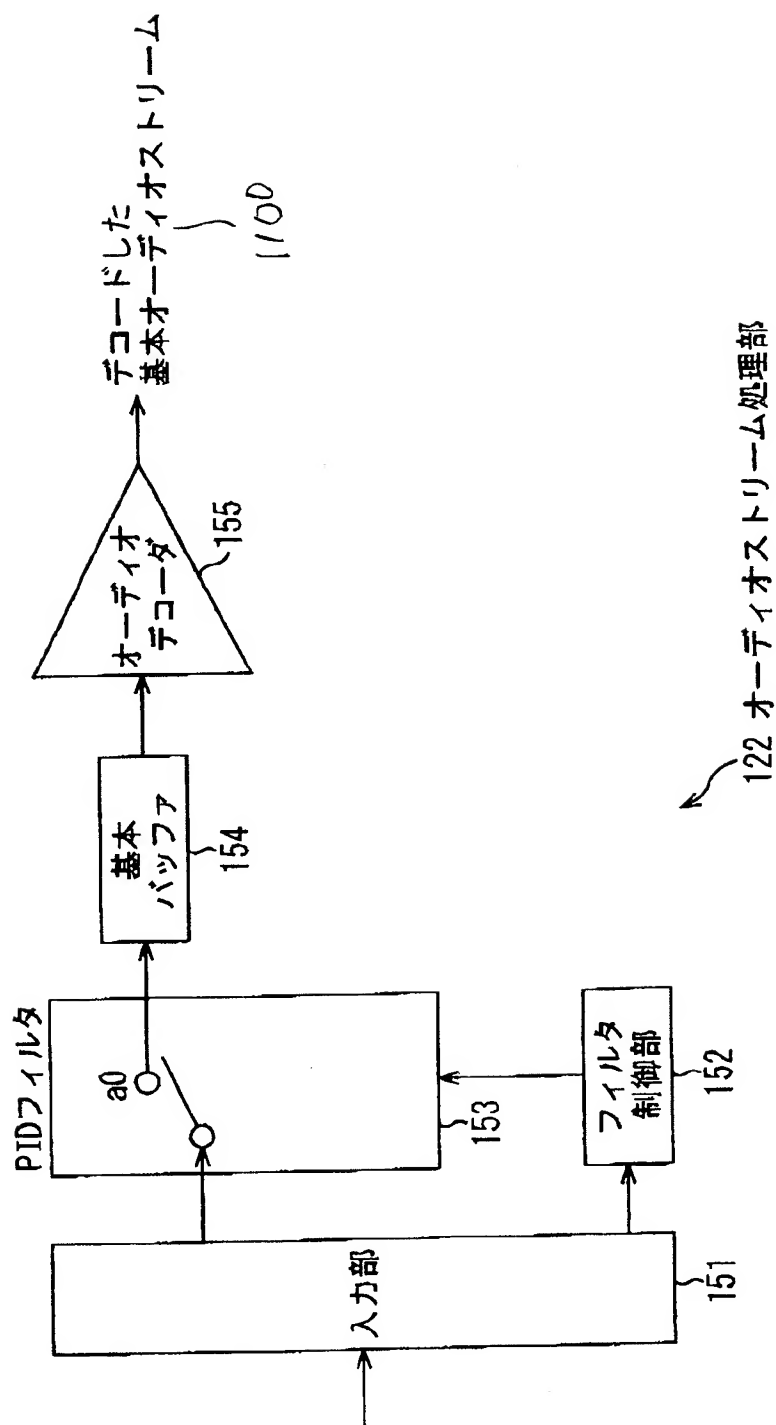 入力部
151
PIDフィルタ
a0
153
フィルタ
制御部
152
基本
バッファ
154
オーディオ
デコーダ
155
デコードした
基本オーディオストリーム
1100
122 オーディオストリーム処理部